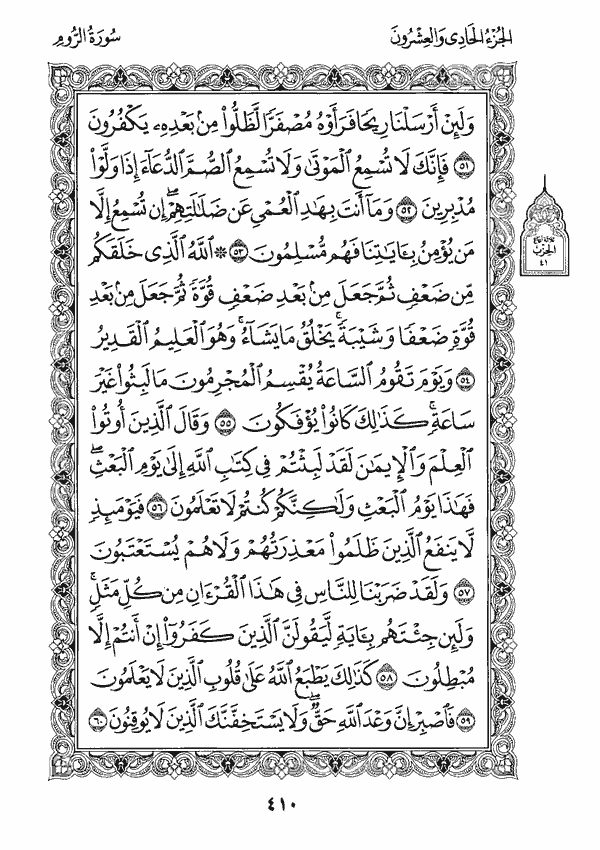 الجُزْءُ الحَادِى وَالعِشْرُونَ
سُورَةُ الرُّومِ
وَلَئِنْ أَرْسَلْنَا رِيحًا فَرَأَوْهُ مُصْفَرًّا لَّظَلُّوا۟ مِنۢ بَعْدِهِۦ يَكْفُرُونَ
٥١ فَإِنَّكَ لَا تُسْمِعُ ٱلْمَوْتَىٰ وَلَا تُسْمِعُ ٱلصُّمَّ ٱلدُّعَآءَ إِذَا وَلَّوْا۟
مُدْبِرِينَ ٥٢ وَمَآ أَنتَ بِهَـٰدِ ٱلْعُمْىِ عَن ضَلَـٰلَتِهِمْ ۖ إِن تُسْمِعُ إِلَّا
مَن يُؤْمِنُ بِـَٔايَـٰتِنَا فَهُم مُّسْلِمُونَ ٥٣ ۞ ٱللَّهُ ٱلَّذِى خَلَقَكُم
مِّن ضَعْفٍ ثُمَّ جَعَلَ مِنۢ بَعْدِ ضَعْفٍ قُوَّةً ثُمَّ جَعَلَ مِنۢ بَعْدِ
قُوَّةٍ ضَعْفًا وَشَيْبَةً ۚ يَخْلُقُ مَا يَشَآءُ ۖ وَهُوَ ٱلْعَلِيمُ ٱلْقَدِيرُ
٥٤ وَيَوْمَ تَقُومُ ٱلسَّاعَةُ يُقْسِمُ ٱلْمُجْرِمُونَ مَا لَبِثُوا۟ غَيْرَ
سَاعَةٍ ۚ كَذَٰلِكَ كَانُوا۟ يُؤْفَكُونَ ٥٥ وَقَالَ ٱلَّذِينَ أُوتُوا۟
ٱلْعِلْمَ وَٱلْإِيمَـٰنَ لَقَدْ لَبِثْتُمْ فِى كِتَـٰبِ ٱللَّهِ إِلَىٰ يَوْمِ ٱلْبَعْثِ ۖ
فَهَـٰذَا يَوْمُ ٱلْبَعْثِ وَلَـٰكِنَّكُمْ كُنتُمْ لَا تَعْلَمُونَ ٥٦ فَيَوْمَئِذٍ
لَّا يَنفَعُ ٱلَّذِينَ ظَلَمُوا۟ مَعْذِرَتُهُمْ وَلَا هُمْ يُسْتَعْتَبُونَ
٥٧ وَلَقَدْ ضَرَبْنَا لِلنَّاسِ فِى هَـٰذَا ٱلْقُرْءَانِ مِن كُلِّ مَثَلٍ ۚ
وَلَئِن جِئْتَهُم بِـَٔايَةٍ لَّيَقُولَنَّ ٱلَّذِينَ كَفَرُوٓا۟ إِنْ أَنتُمْ إِلَّا
مُبْطِلُونَ ٥٨ كَذَٰلِكَ يَطْبَعُ ٱللَّهُ عَلَىٰ قُلُوبِ ٱلَّذِينَ لَا يَعْلَمُونَ
٥٩ فَٱصْبِرْ إِنَّ وَعْدَ ٱللَّهِ حَقٌّ ۖ وَلَا يَسْتَخِفَّنَّكَ ٱلَّذِينَ لَا يُوقِنُونَ ٦٠
الحِزْب
٤١
٤١٠